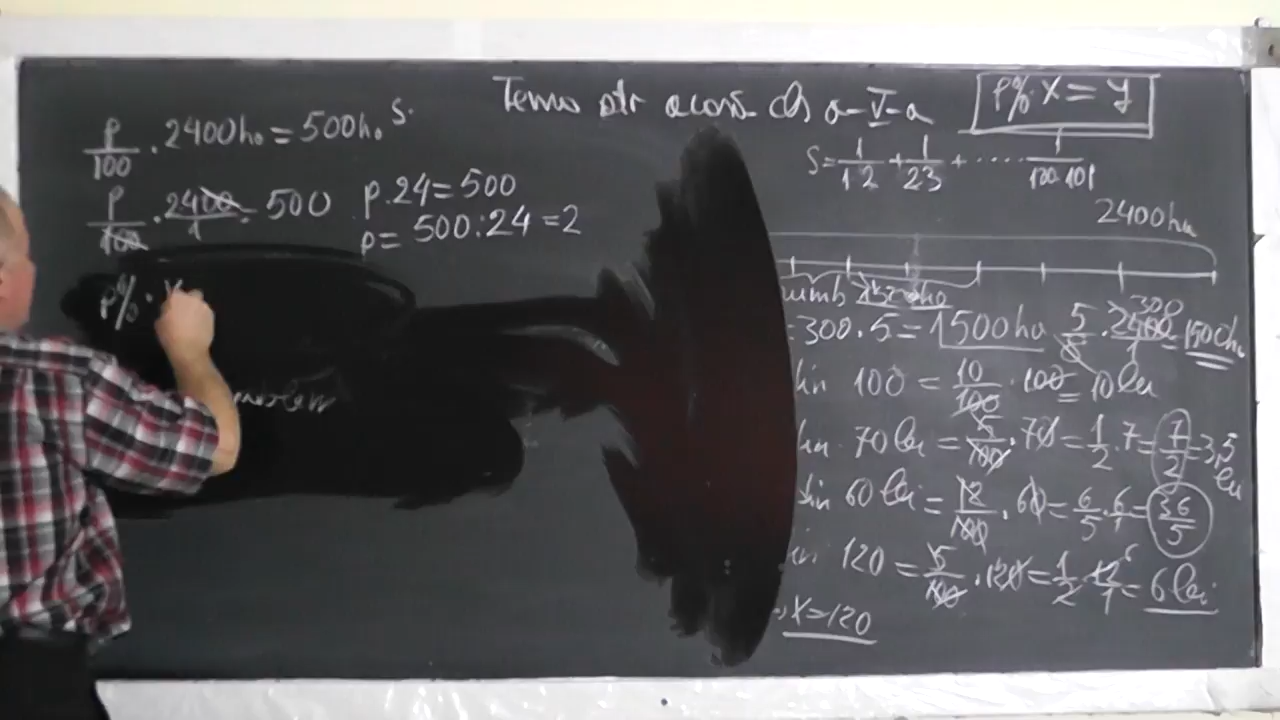 Tema ptr acasă cls a-V-a
P% X = Y
P/100 . 2400 ha = 500 ha S.
P/100 . 2400/1 = 500
p . 24 = 500
p = 500 : 24 = 2
p% .
S = 1/1 2 + 1/2 3 + ..... 1/100 101
2400 ha
= 300 . 5 = 1500 ha 5/8 . 2400/1 = 1500 ha
300
din 100 = 10/100 . 100 = 10 lei
din 70 lei = 5/100 . 70 = 1/2 . 7 = 7/2 = 3,5 lei
din 60 lei = 12/100 . 60 = 6/5 . 6/1 = 36/5
120 = 5/100 . 120 = 1/2 . 12/1 = 6 lei
6
X = 120